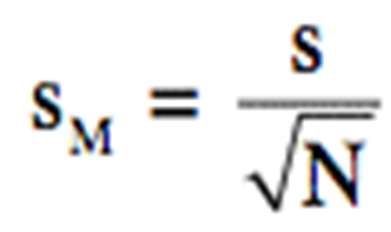 s_M = s / √N